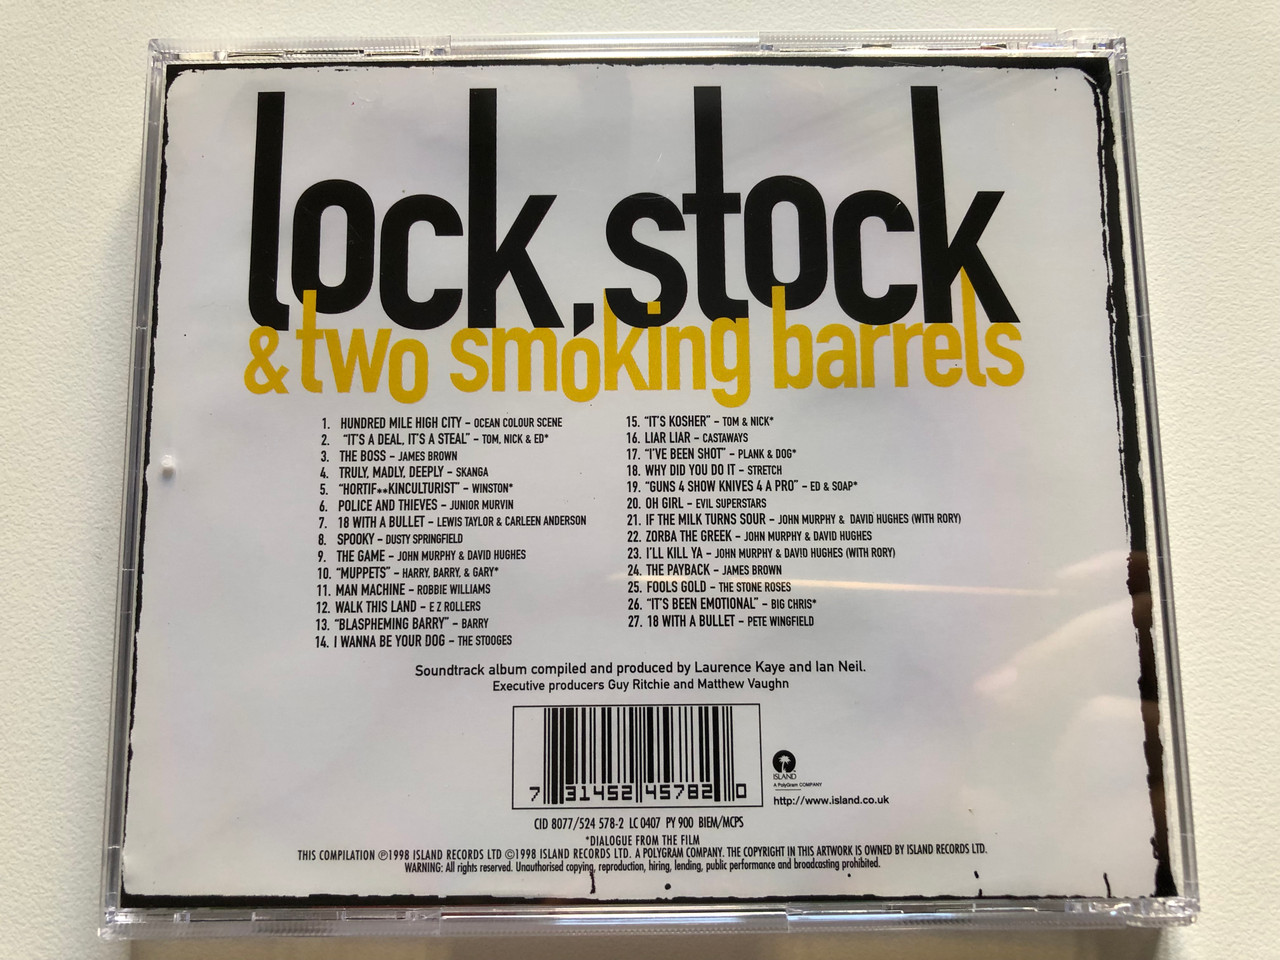 lock, stock
& two smoking barrels
1. HUNDRED MILE HIGH CITY – OCEAN COLOUR SCENE
2. "IT'S A DEAL, IT'S A STEAL" – TOM, NICK & ED*
3. THE BOSS – JAMES BROWN
4. TRULY, MADLY, DEEPLY – SKANGA
5. "HORTIF**KINCULTURIST" – WINSTON*
6. POLICE AND THIEVES – JUNIOR MURVIN
7. 18 WITH A BULLET – LEWIS TAYLOR & CARLEEN ANDERSON
8. SPOOKY – DUSTY SPRINGFIELD
9. THE GAME – JOHN MURPHY & DAVID HUGHES
10. "MUPPETS" – HARRY, BARRY, & GARY*
11. MAN MACHINE – ROBBIE WILLIAMS
12. WALK THIS LAND – E Z ROLLERS
13. "BLASPHEMING BARRY" – BARRY
14. I WANNA BE YOUR DOG – THE STOOGES
15. "IT'S KOSHER" – TOM & NICK*
16. LIAR LIAR – CASTAWAYS
17. "I'VE BEEN SHOT" – PLANK & DOG*
18. WHY DID YOU DO IT – STRETCH
19. "GUNS 4 SHOW KNIVES 4 A PRO" – ED & SOAP*
20. OH GIRL – EVIL SUPERSTARS
21. IF THE MILK TURNS SOUR – JOHN MURPHY & DAVID HUGHES (WITH RORY)
22. ZORBA THE GREEK – JOHN MURPHY & DAVID HUGHES
23. I'LL KILL YA – JOHN MURPHY & DAVID HUGHES (WITH RORY)
24. THE PAYBACK – JAMES BROWN
25. FOOLS GOLD – THE STONE ROSES
26. "IT'S BEEN EMOTIONAL" – BIG CHRIS*
27. 18 WITH A BULLET – PETE WINGFIELD
Soundtrack album compiled and produced by Laurence Kaye and Ian Neil.
Executive producers Guy Ritchie and Matthew Vaughn
7 31452 45782 0
ISLAND
A PolyGram COMPANY
http://www.island.co.uk
CID 8077/524 578-2 LC 0407 PY 900 BIEM/MCPS
*DIALOGUE FROM THE FILM
THIS COMPILATION ℗1998 ISLAND RECORDS LTD ©1998 ISLAND RECORDS LTD. A POLYGRAM COMPANY. THE COPYRIGHT IN THIS ARTWORK IS OWNED BY ISLAND RECORDS LTD.
WARNING: All rights reserved. Unauthorised copying, reproduction, hiring, lending, public performance and broadcasting prohibited.